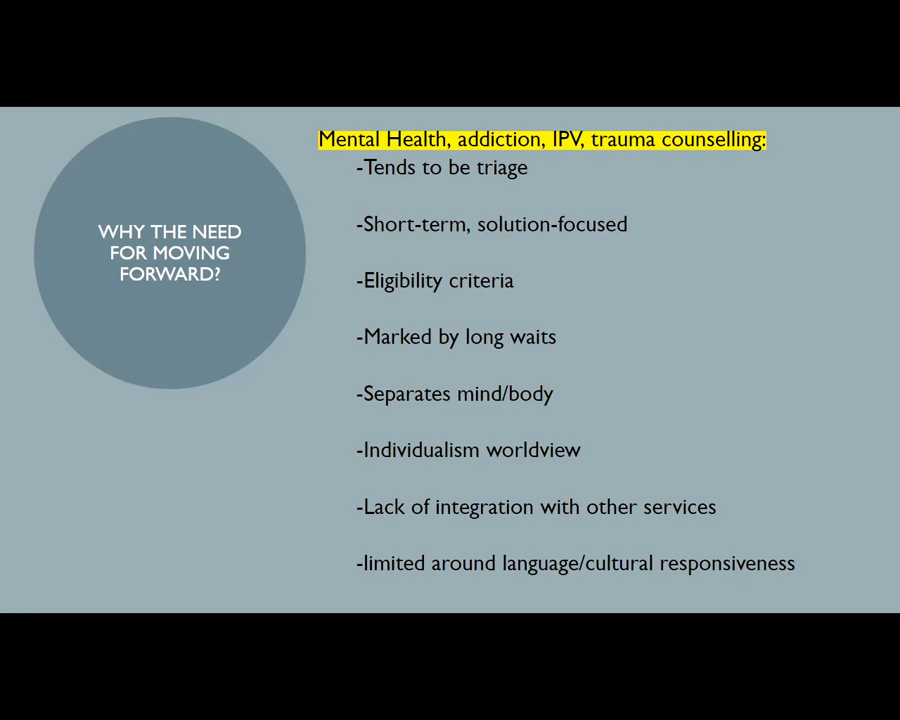 WHY THE NEED
FOR MOVING
FORWARD?
Mental Health, addiction, IPV, trauma counselling:
-Tends to be triage
-Short-term, solution-focused
-Eligibility criteria
-Marked by long waits
-Separates mind/body
-Individualism worldview
-Lack of integration with other services
-limited around language/cultural responsiveness